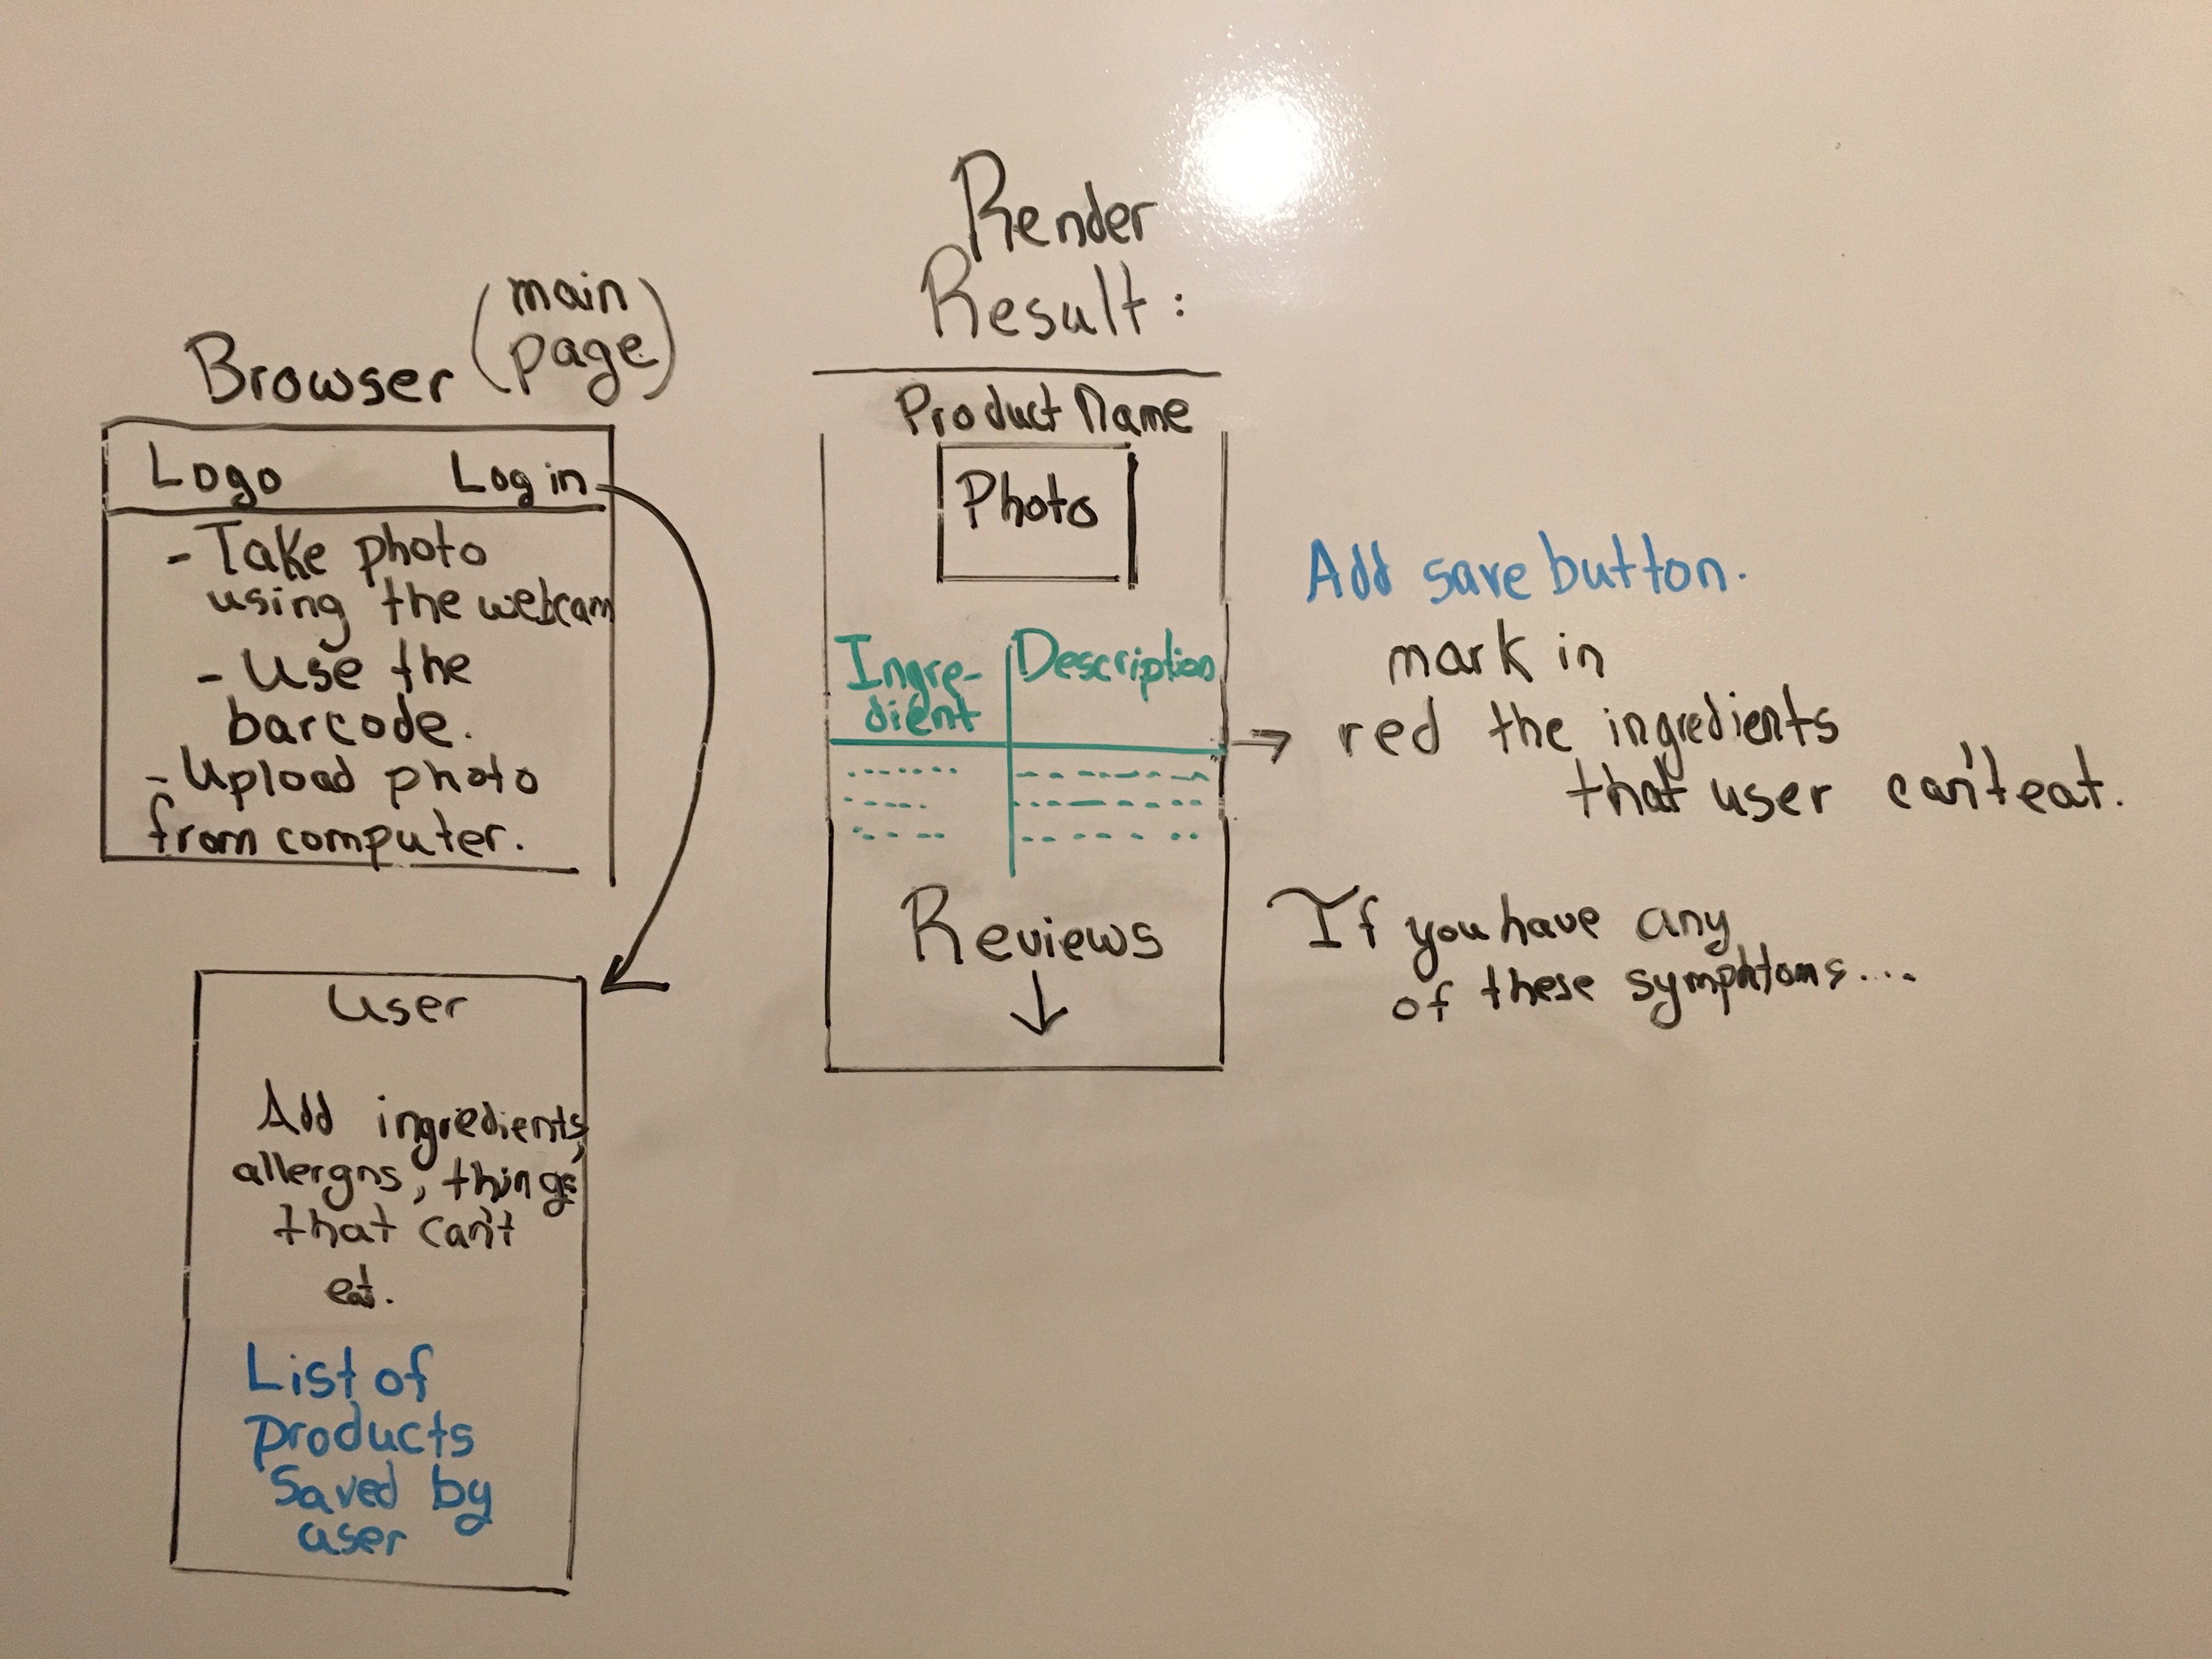 Browser (main page)
Logo Log in
- Take photo
using the webcam
- Use the
barcode.
- Upload photo
from computer.
User
Add ingredients,
allergns, things
that can't
eat.
List of
products
saved by
user
Render
Result:
Product Name
Photo
Ingre- Description
dient
Reviews
Add save button.
mark in
red the ingredients
that user can't eat.
If you have any
of these symphtoms...